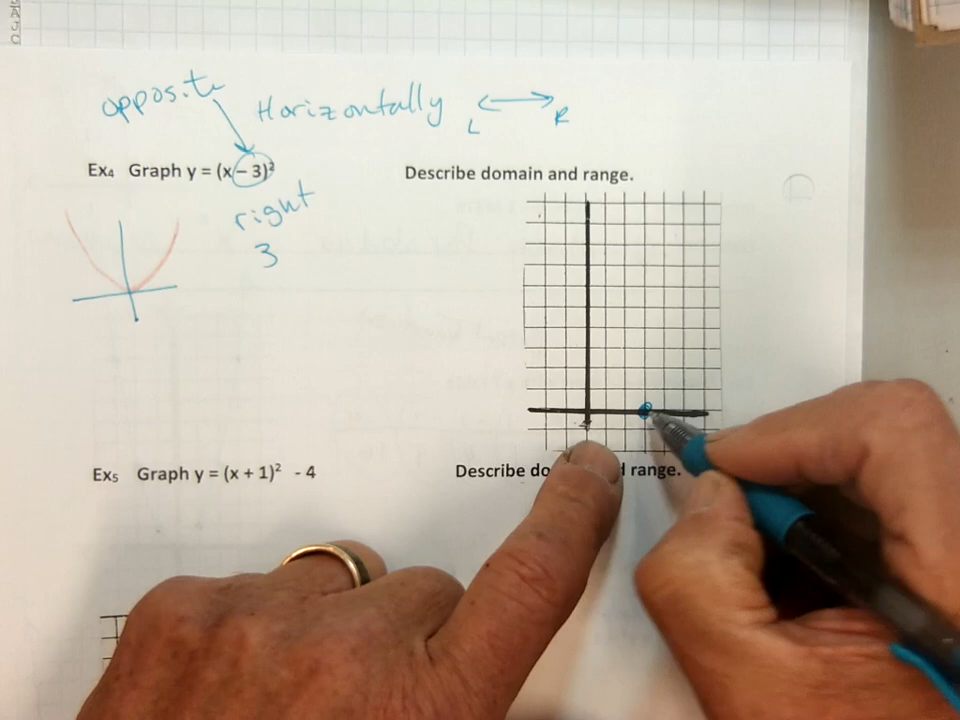 opposite
Horizontally
L R
Ex4 Graph y = (x – 3)² Describe domain and range.
right
3
Ex5 Graph y = (x + 1)² - 4 Describe do d range.